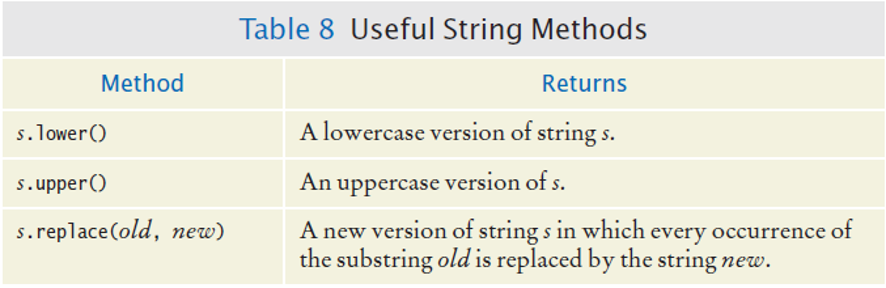 Table 8 Useful String Methods
Method Returns
s.lower() A lowercase version of string s.
s.upper() An uppercase version of s.
s.replace(old, new) A new version of string s in which every occurrence of
the substring old is replaced by the string new.